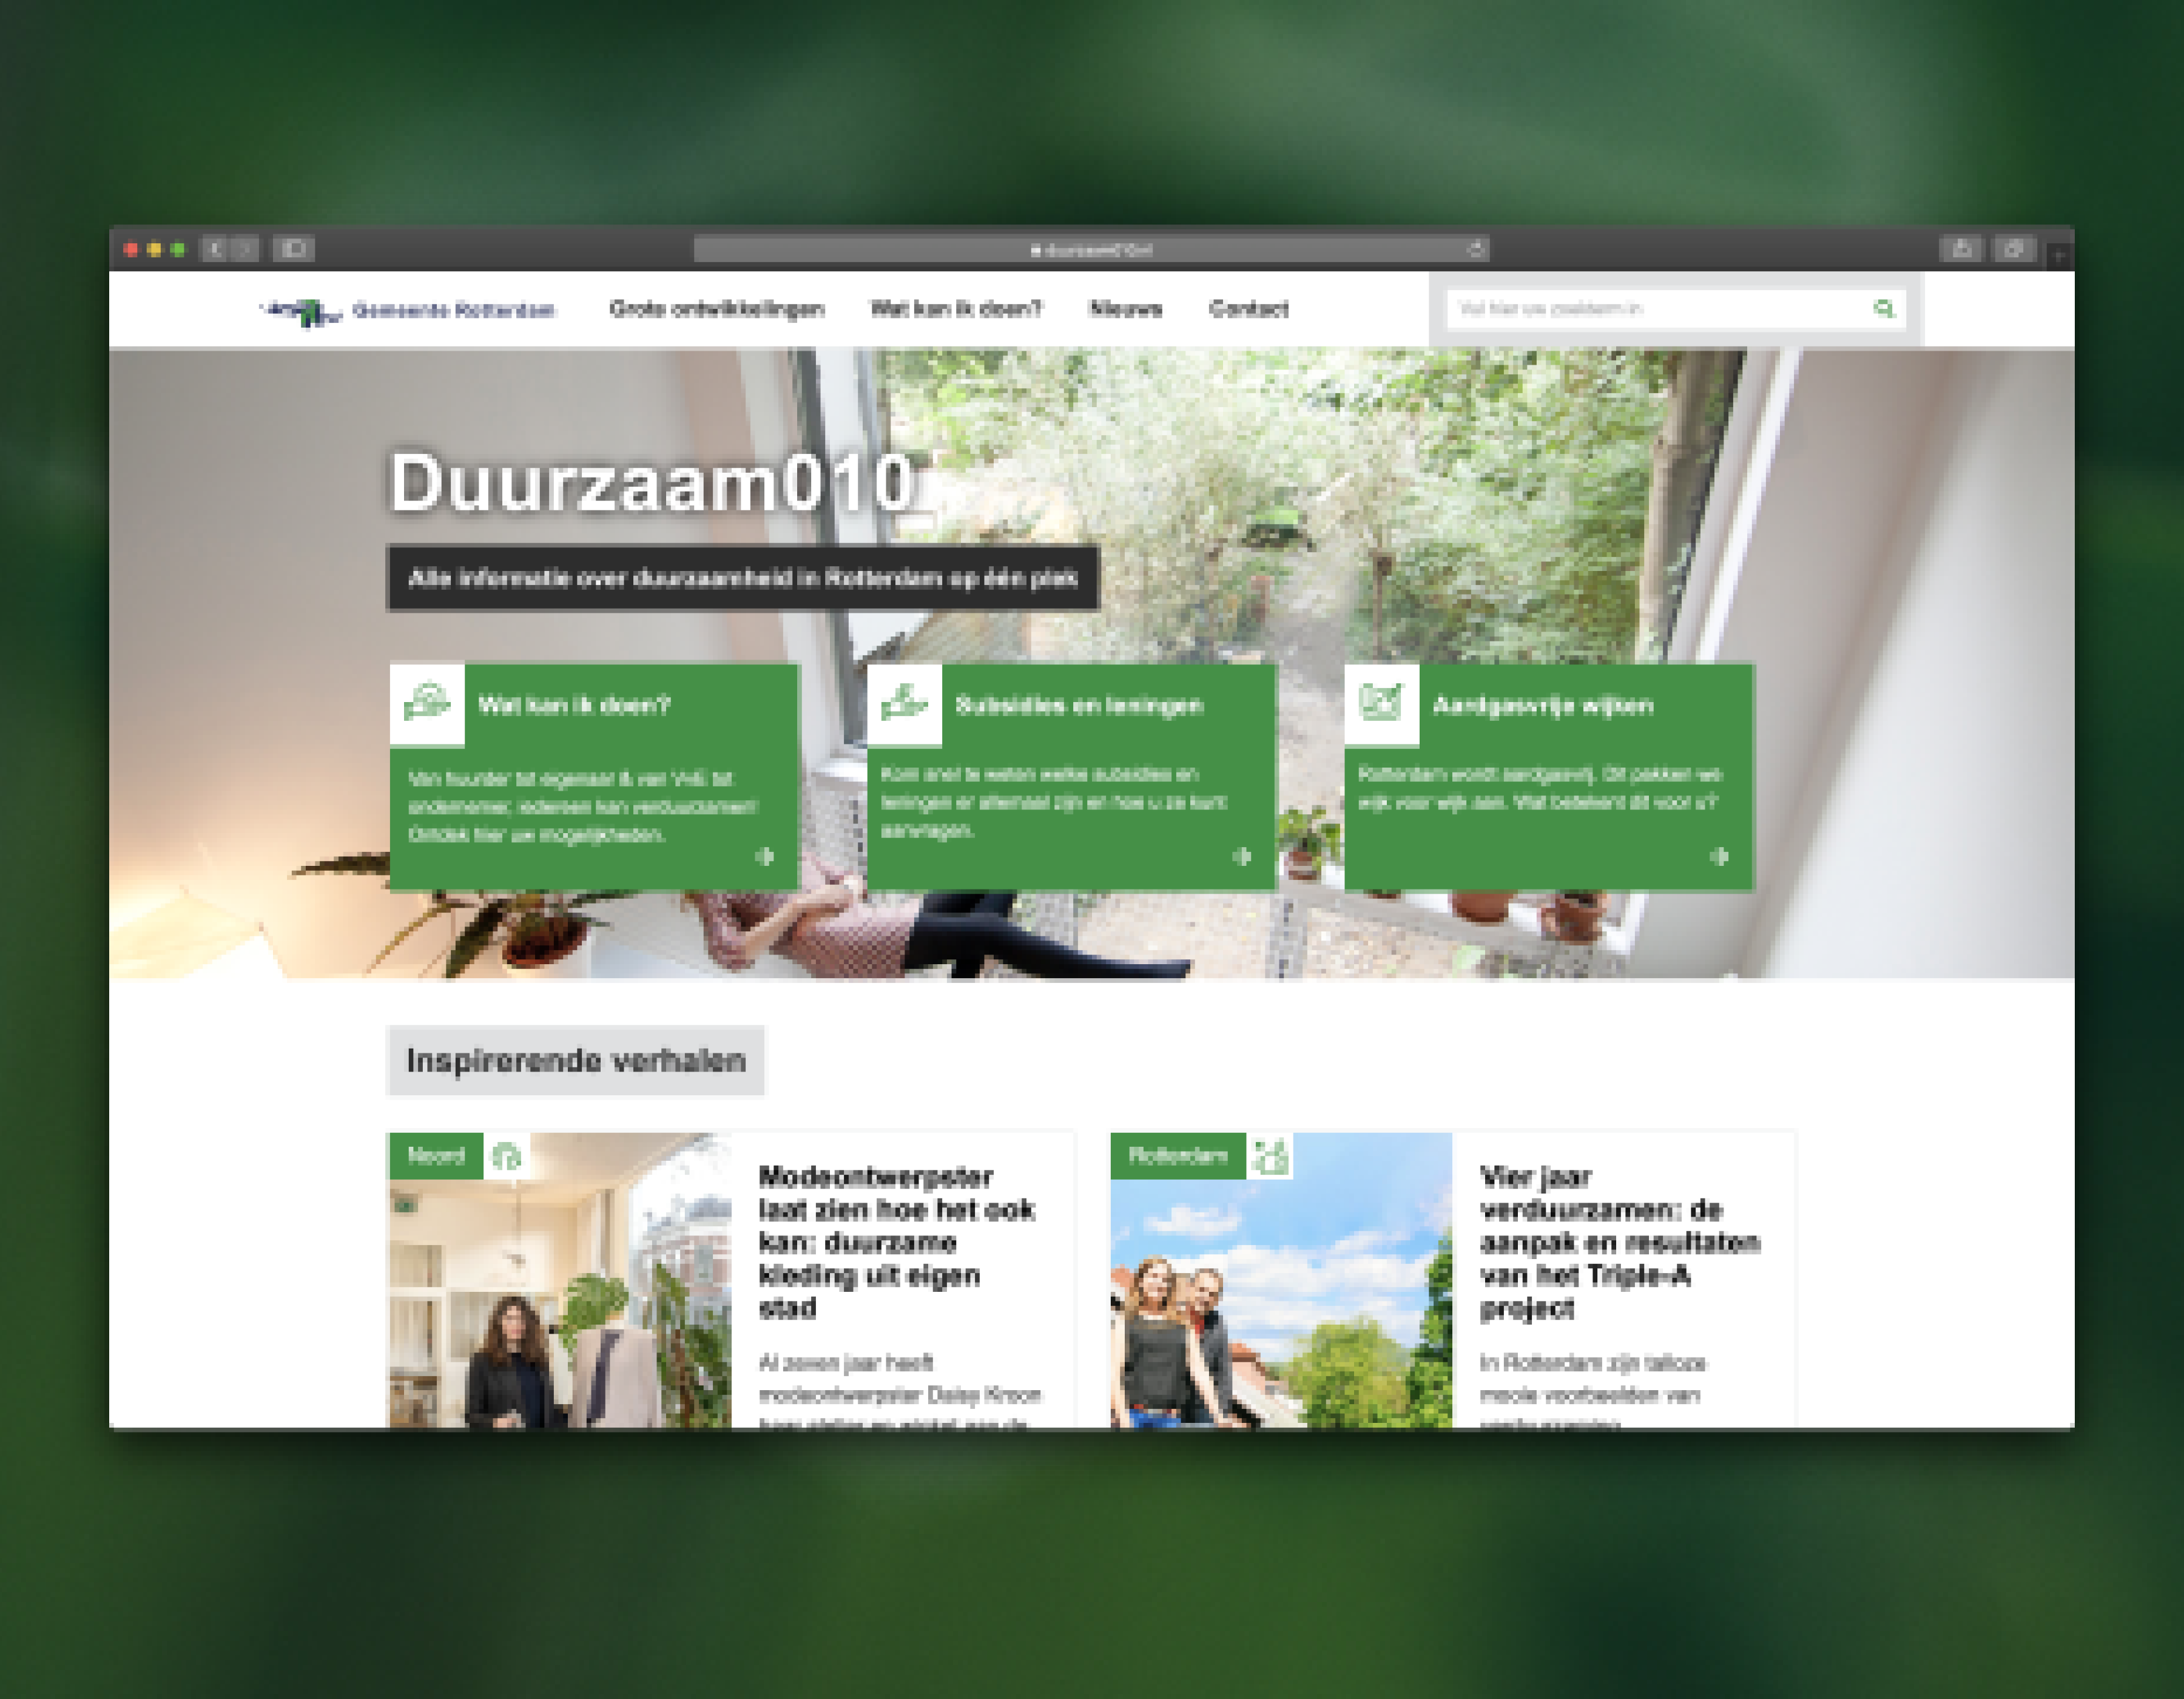 duurzaam010.nl
Gemeente Rotterdam
Grote ontwikkelingen
Wat kan ik doen?
Nieuws
Contact
Vul hier uw zoekterm in
Duurzaam010
Alle informatie over duurzaamheid in Rotterdam op één plek
Wat kan ik doen?
Van huurder tot eigenaar & van VvE tot
ondernemer, iedereen kan verduurzamen!
Ontdek hier uw mogelijkheden.
Subsidies en leningen
Kom snel te weten welke subsidies en
leningen er allemaal zijn en hoe u ze kunt
aanvragen.
Aardgasvrije wijken
Rotterdam wordt aardgasvrij. Dit pakken we
wijk voor wijk aan. Wat betekent dit voor u?
Inspirerende verhalen
Noord
Modeontwerpster
laat zien hoe het ook
kan: duurzame
kleding uit eigen
stad
Al zeven jaar heeft
modeontwerpster Daisy Kroon
Rotterdam
Vier jaar
verduurzamen: de
aanpak en resultaten
van het Triple-A
project
In Rotterdam zijn talloze
mooie voorbeelden van